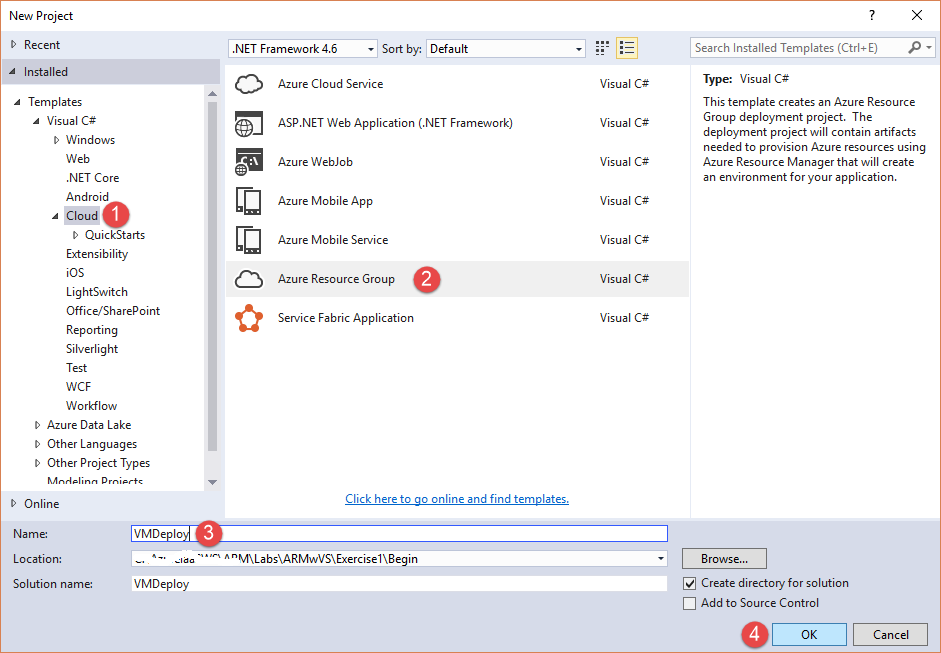 New Project
?
Recent
.NET Framework 4.6
Sort by:
Default
Search Installed Templates (Ctrl+E)
Installed
Templates
Visual C#
Windows
Web
.NET Core
Android
Cloud
1
QuickStarts
Extensibility
iOS
LightSwitch
Office/SharePoint
Reporting
Silverlight
Test
WCF
Workflow
Azure Data Lake
Other Languages
Other Project Types
Modeling Projects
Online
Azure Cloud Service Visual C#
ASP.NET Web Application (.NET Framework) Visual C#
Azure WebJob Visual C#
Azure Mobile App Visual C#
Azure Mobile Service Visual C#
Azure Resource Group 2 Visual C#
Service Fabric Application Visual C#
Click here to go online and find templates.
Type: Visual C#
This template creates an Azure Resource
Group deployment project. The
deployment project will contain artifacts
needed to provision Azure resources using
Azure Resource Manager that will create
an environment for your application.
Name: VMDeploy 3
Location: \ARM\Labs\ARMwVS\Exercise1\Begin
Browse...
Solution name: VMDeploy
Create directory for solution
Add to Source Control
4 OK Cancel